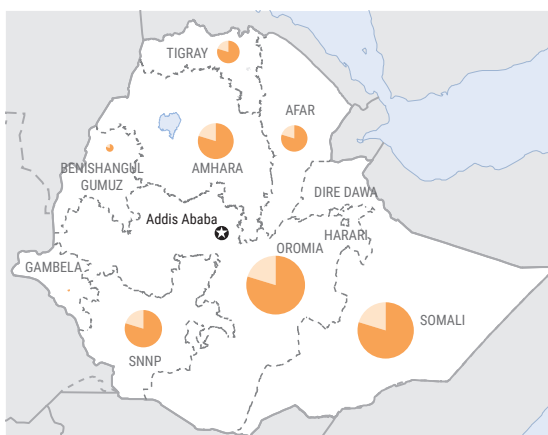 TIGRAY
AFAR
BENISHANGUL
GUMUZ
AMHARA
DIRE DAWA
Addis Ababa
HARARI
OROMIA
GAMBELA
SOMALI
SNNP